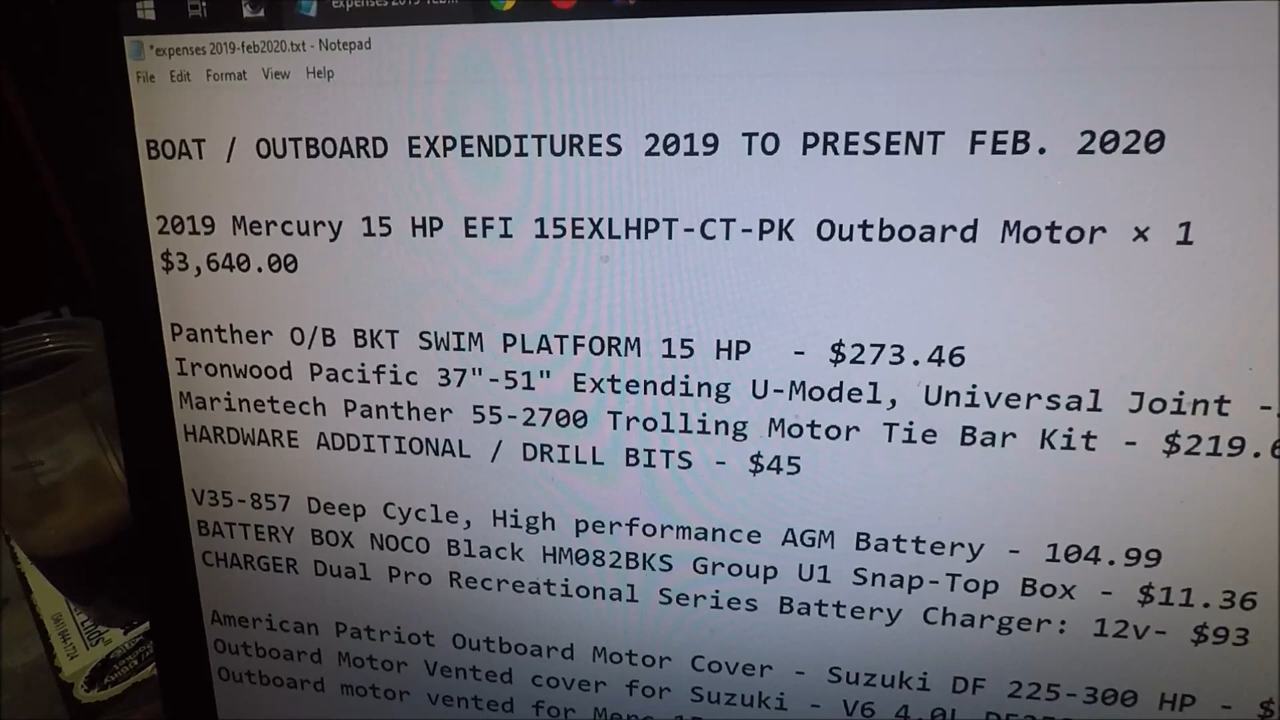 *expenses 2019-feb2020.txt - Notepad
File Edit Format View Help
BOAT / OUTBOARD EXPENDITURES 2019 TO PRESENT FEB. 2020
2019 Mercury 15 HP EFI 15EXLHPT-CT-PK Outboard Motor × 1
$3,640.00
Panther O/B BKT SWIM PLATFORM 15 HP - $273.46
Ironwood Pacific 37"-51" Extending U-Model, Universal Joint -
Marinetech Panther 55-2700 Trolling Motor Tie Bar Kit - $219.6
HARDWARE ADDITIONAL / DRILL BITS - $45
V35-857 Deep Cycle, High performance AGM Battery - 104.99
BATTERY BOX NOCO Black HM082BKS Group U1 Snap-Top Box - $11.36
CHARGER Dual Pro Recreational Series Battery Charger: 12v- $93
American Patriot Outboard Motor Cover - Suzuki DF 225-300 HP - $
Outboard Motor Vented cover for Suzuki - V6 4.0L
Outboard motor vented for Merc